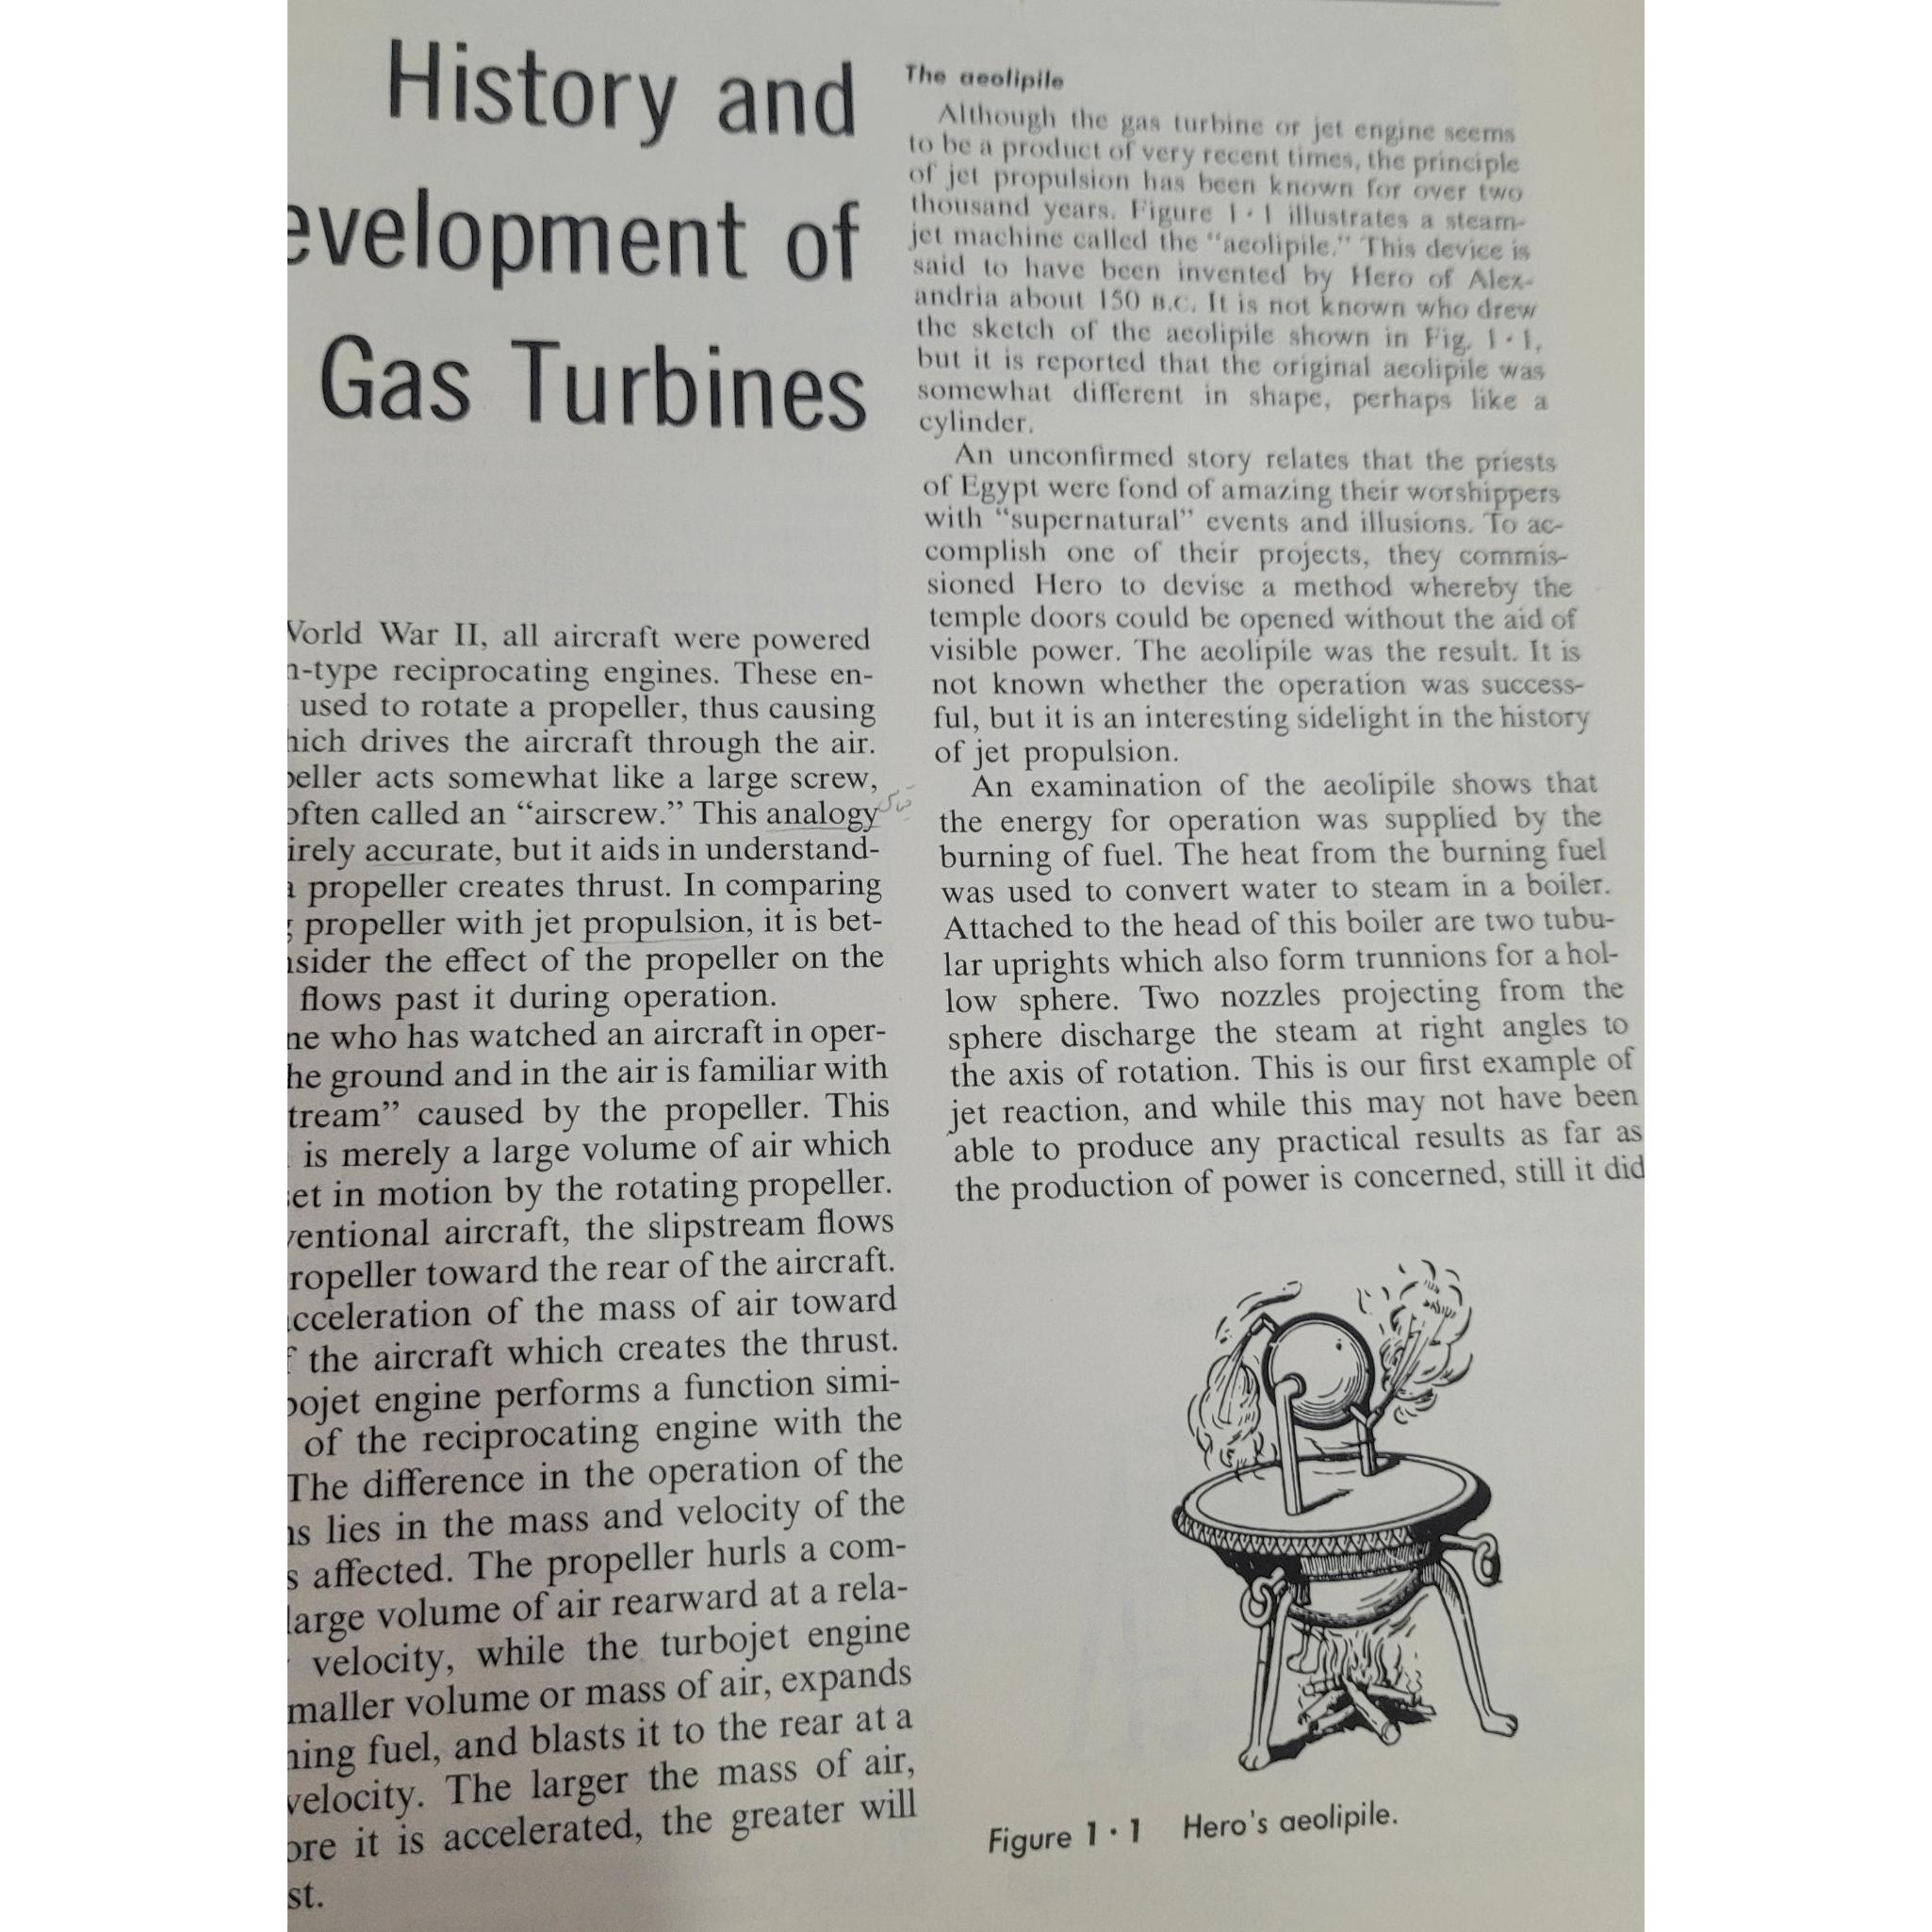 History and
evelopment of
Gas Turbines
World War II, all aircraft were powered
n-type reciprocating engines. These en-
used to rotate a propeller, thus causing
hich drives the aircraft through the air.
peller acts somewhat like a large screw,
often called an “airscrew.” This analogy
irely accurate, but it aids in understand-
a propeller creates thrust. In comparing
g propeller with jet propulsion, it is bet-
nsider the effect of the propeller on the
flows past it during operation.
ne who has watched an aircraft in oper-
he ground and in the air is familiar with
tream” caused by the propeller. This
is merely a large volume of air which
set in motion by the rotating propeller.
ventional aircraft, the slipstream flows
ropeller toward the rear of the aircraft.
cceleration of the mass of air toward
f the aircraft which creates the thrust.
bojet engine performs a function simi-
of the reciprocating engine with the
The difference in the operation of the
ns lies in the mass and velocity of the
s affected. The propeller hurls a com-
large volume of air rearward at a rela-
velocity, while the turbojet engine
maller volume or mass of air, expands
ning fuel, and blasts it to the rear at a
velocity. The larger the mass of air,
ore it is accelerated, the greater will
st.
The aeolipile
Although the gas turbine or jet engine seems
to be a product of very recent times, the principle
of jet propulsion has been known for over two
thousand years. Figure 1·1 illustrates a steam-
jet machine called the “aeolipile.” This device is
said to have been invented by Hero of Alex-
andria about 150 B.C. It is not known who drew
the sketch of the aeolipile shown in Fig. 1·1,
but it is reported that the original aeolipile was
somewhat different in shape, perhaps like a
cylinder.
An unconfirmed story relates that the priests
of Egypt were fond of amazing their worshippers
with “supernatural” events and illusions. To ac-
complish one of their projects, they commis-
sioned Hero to devise a method whereby the
temple doors could be opened without the aid of
visible power. The aeolipile was the result. It is
not known whether the operation was success-
ful, but it is an interesting sidelight in the history
of jet propulsion.
An examination of the aeolipile shows that
the energy for operation was supplied by the
burning of fuel. The heat from the burning fuel
was used to convert water to steam in a boiler.
Attached to the head of this boiler are two tubu-
lar uprights which also form trunnions for a hol-
low sphere. Two nozzles projecting from the
sphere discharge the steam at right angles to
the axis of rotation. This is our first example of
jet reaction, and while this may not have been
able to produce any practical results as far as
the production of power is concerned, still it did
Figure 1·1 Hero's aeolipile.